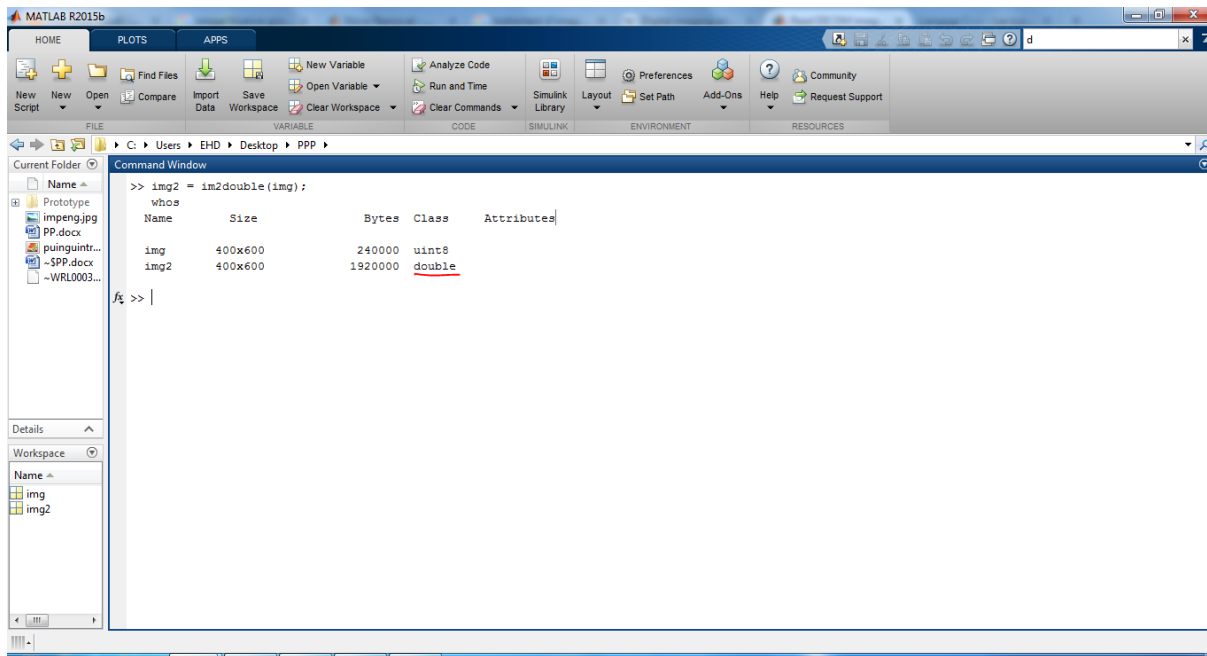 MATLAB R2015b
HOME PLOTS APPS
d
New Script
New
Open
Find Files
Compare
FILE
Import Data
Save Workspace
New Variable
Open Variable
Clear Workspace
VARIABLE
Analyze Code
Run and Time
Clear Commands
CODE
Simulink Library
SIMULINK
Layout
Preferences
Set Path
Add-Ons
ENVIRONMENT
Help
Community
Request Support
RESOURCES
C: Users EHD Desktop PPP
Current Folder
Name
Prototype
impeng.jpg
PP.docx
puinguintr...
~$PP.docx
~WRL0003...
Details
Workspace
Name
img
img2
Command Window
>> img2 = im2double(img);
whos
Name Size Bytes Class Attributes
img 400x600 240000 uint8
img2 400x600 1920000 double
fx >>